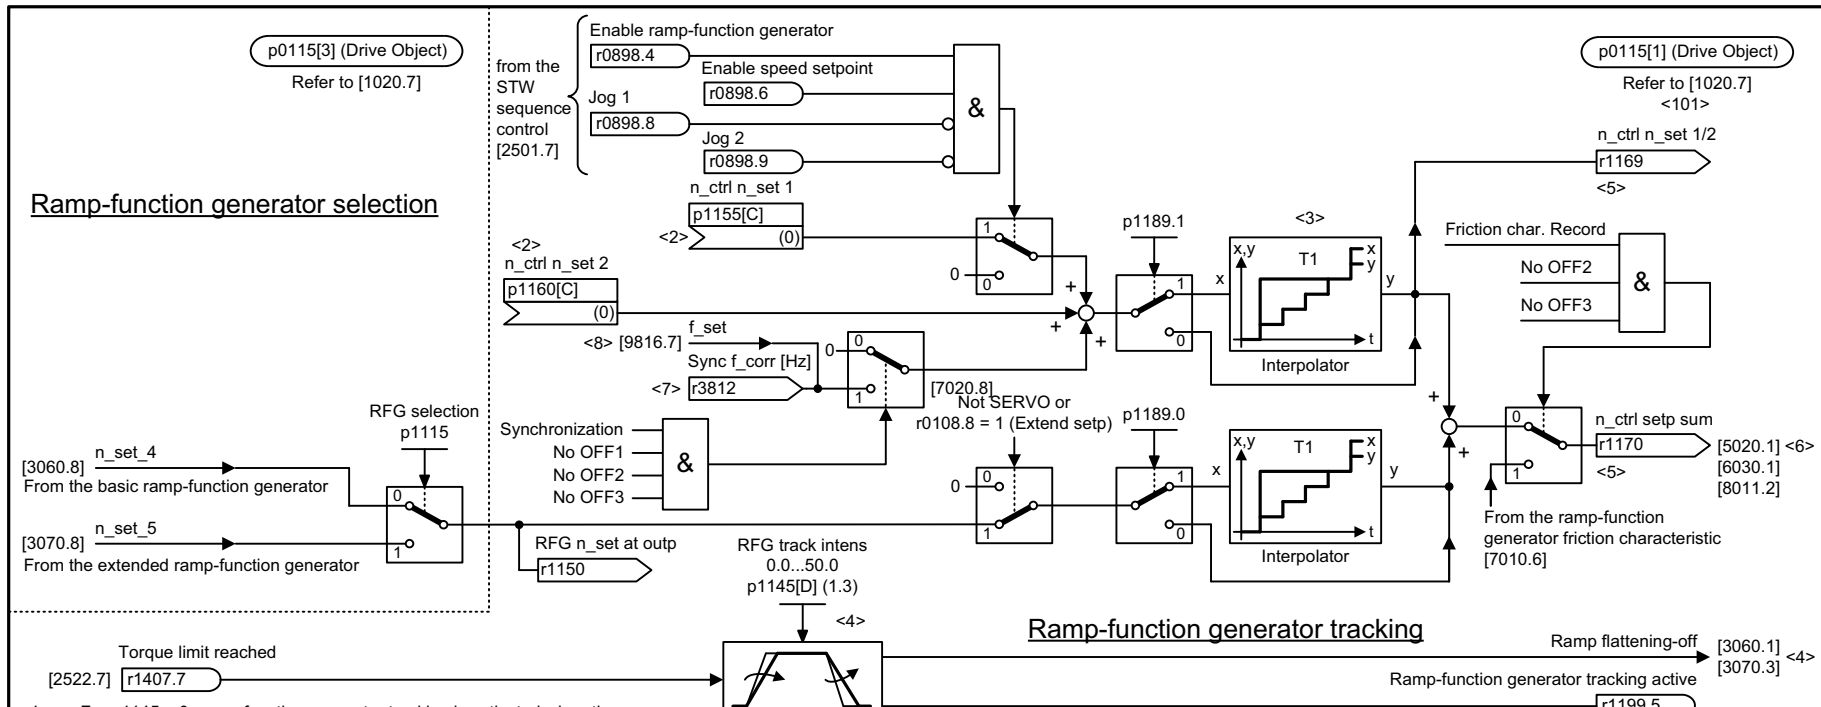 p0115[3] (Drive Object)
Refer to [1020.7]
Ramp-function generator selection
from the
STW
sequence
control
[2501.7]
Enable ramp-function generator
r0898.4
Enable speed setpoint
r0898.6
Jog 1
r0898.8
Jog 2
r0898.9
&
p0115[1] (Drive Object)
Refer to [1020.7]
<101>
n_ctrl n_set 1/2
r1169
<5>
n_ctrl n_set 1
p1155[C]
<2>
(0)
1
0
0
<2>
n_ctrl n_set 2
p1160[C]
(0)
+
+
+
p1189.1
1
0
x
<3>
x,y
T1
x
y
t
y
Interpolator
Friction char. Record
No OFF2
No OFF3
&
<8> [9816.7]
f_set
Sync f_corr [Hz]
<7>
r3812
0
0
1
[7020.8]
Synchronization
No OFF1
No OFF2
No OFF3
&
RFG selection
p1115
[3060.8]
n_set_4
From the basic ramp-function generator
0
1
[3070.8]
n_set_5
From the extended ramp-function generator
RFG n_set at outp
r1150
Not SERVO or
r0108.8 = 1 (Extend setp)
0
0
1
p1189.0
1
0
x
x,y
T1
x
y
t
y
Interpolator
+
+
0
1
n_ctrl setp sum
r1170
<5>
[5020.1] <6>
[6030.1]
[8011.2]
From the ramp-function
generator friction characteristic
[7010.6]
RFG track intens
0.0...50.0
p1145[D] (1.3)
<4>
Ramp-function generator tracking
Torque limit reached
[2522.7]
r1407.7
Ramp flattening-off
[3060.1]
[3070.3]
<4>
Ramp-function generator tracking active
r1199.5